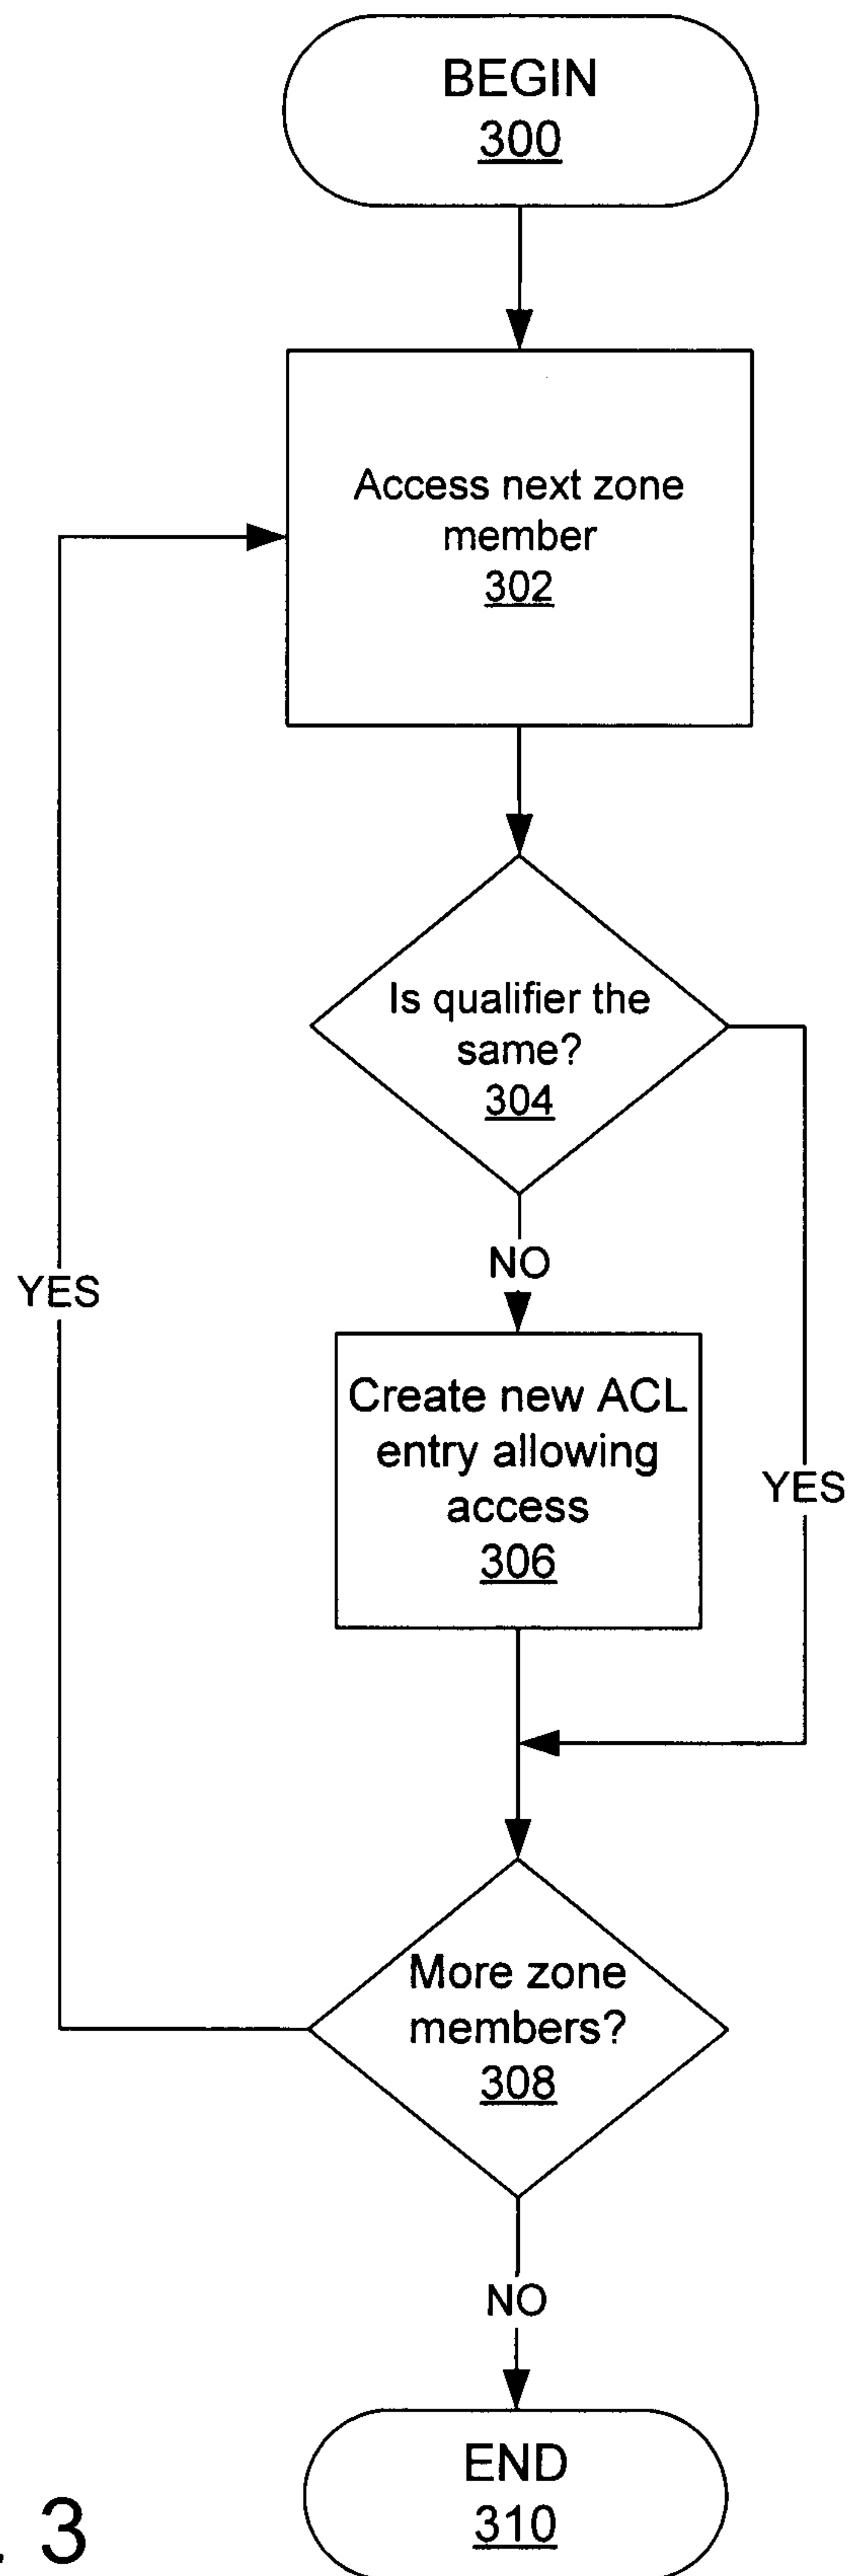 BEGIN
300
Access next zone
member
302
Is qualifier the
same?
304
NO
YES
Create new ACL
entry allowing
access
306
YES
More zone
members?
308
NO
END
310
. 3